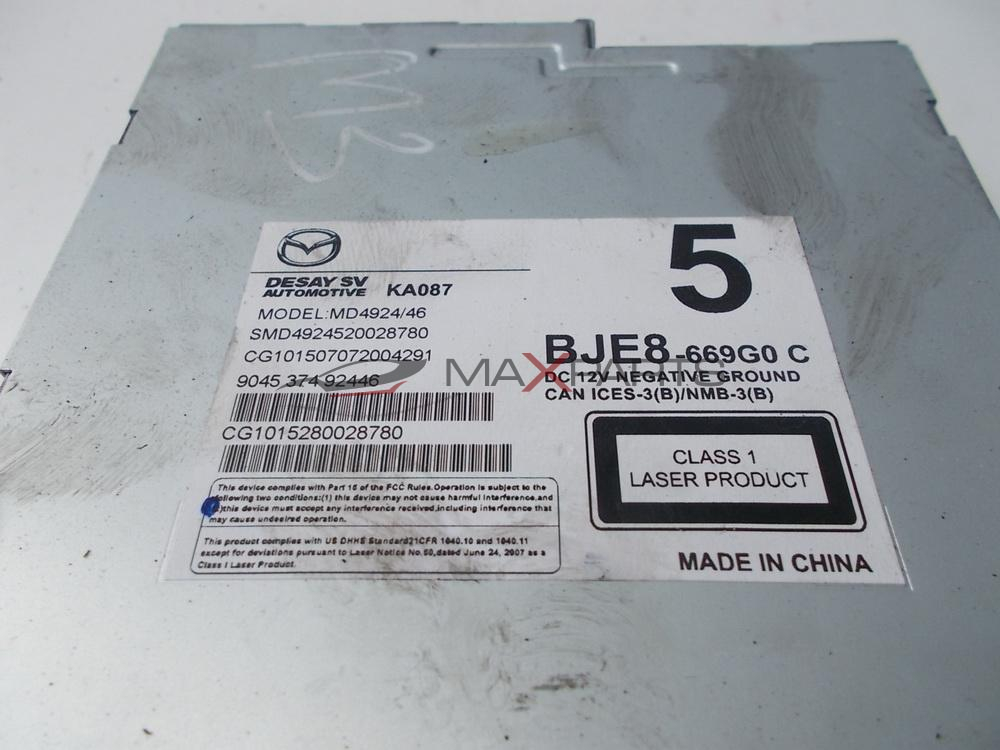 M3
5
DESAY SV
AUTOMOTIVE KA087
MODEL:MD4924/46
SMD4924520028780
CG101507072004291
9045 374 92446
CG1015280028780
BJE8-669G0 C
DC 12V NEGATIVE GROUND
CAN ICES-3(B)/NMB-3(B)
MAXPARTS
CLASS 1
LASER PRODUCT
This device complies with Part 15 of the FCC Rules.Operation is subject to the
following two conditions:(1) this device may not cause harmful interference,and
(2)this device must accept any interference received,including interference that
may cause undesired operation.
This product complies with US DHHS Standard21CFR 1040.10 and 1040.11
except for deviations pursuant to Laser Notice No.50,dated June 24, 2007 as a
Class I Laser Product.
MADE IN CHINA